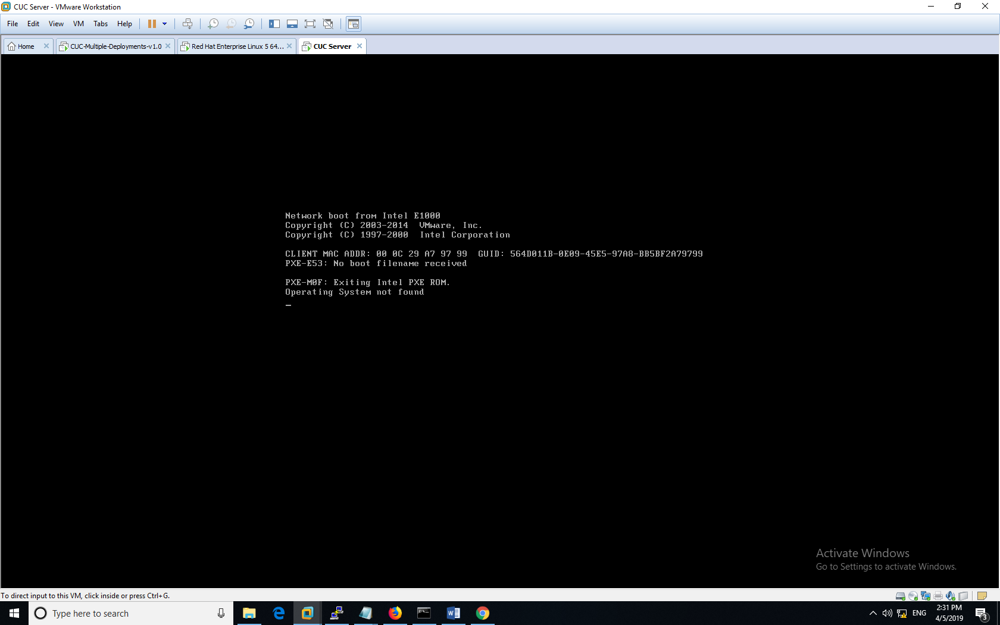 CUC Server - VMware Workstation
File Edit View VM Tabs Help
Home CUC-Multiple-Deployments-v1.0 Red Hat Enterprise Linux 5 64... CUC Server
Network boot from Intel E1000
Copyright (C) 2003-2014 VMware, Inc.
Copyright (C) 1997-2000 Intel Corporation
CLIENT MAC ADDR: 00 0C 29 A7 97 99 GUID: 564D011B-0E09-45E5-97A8-BB5BF2A79799
PXE-E53: No boot filename received
PXE-M0F: Exiting Intel PXE ROM.
Operating System not found
Activate Windows
Go to Settings to activate Windows.
To direct input to this VM, click inside or press Ctrl+G.
Type here to search
ENG
2:31 PM
4/5/2019
3